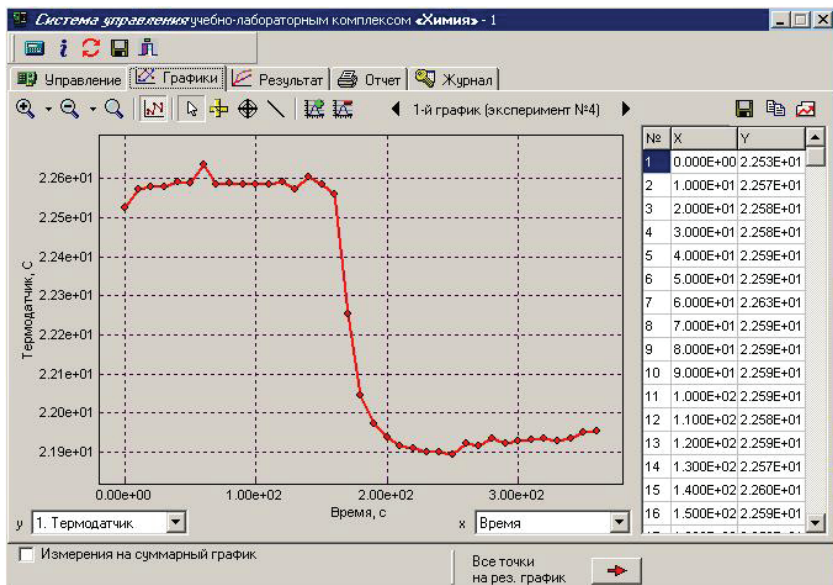 Система управления учебно-лабораторным комплексом «Химия» - 1
Управление Графики Результат Отчет Журнал
1-й график (эксперимент №4)
№ X Y
1 0.000E+00 2.253E+01
2 1.000E+01 2.257E+01
3 2.000E+01 2.258E+01
4 3.000E+01 2.258E+01
5 4.000E+01 2.259E+01
6 5.000E+01 2.259E+01
7 6.000E+01 2.263E+01
8 7.000E+01 2.259E+01
9 8.000E+01 2.259E+01
10 9.000E+01 2.259E+01
11 1.000E+02 2.259E+01
12 1.100E+02 2.258E+01
13 1.200E+02 2.259E+01
14 1.300E+02 2.257E+01
15 1.400E+02 2.260E+01
16 1.500E+02 2.259E+01
Термодатчик, С
2.26e+01
2.25e+01
2.24e+01
2.23e+01
2.22e+01
2.21e+01
2.20e+01
2.19e+01
0.00e+00 1.00e+02 2.00e+02 3.00e+02
Время, с
y 1. Термодатчик x Время
Измерения на суммарный график
Все точки
на рез. график